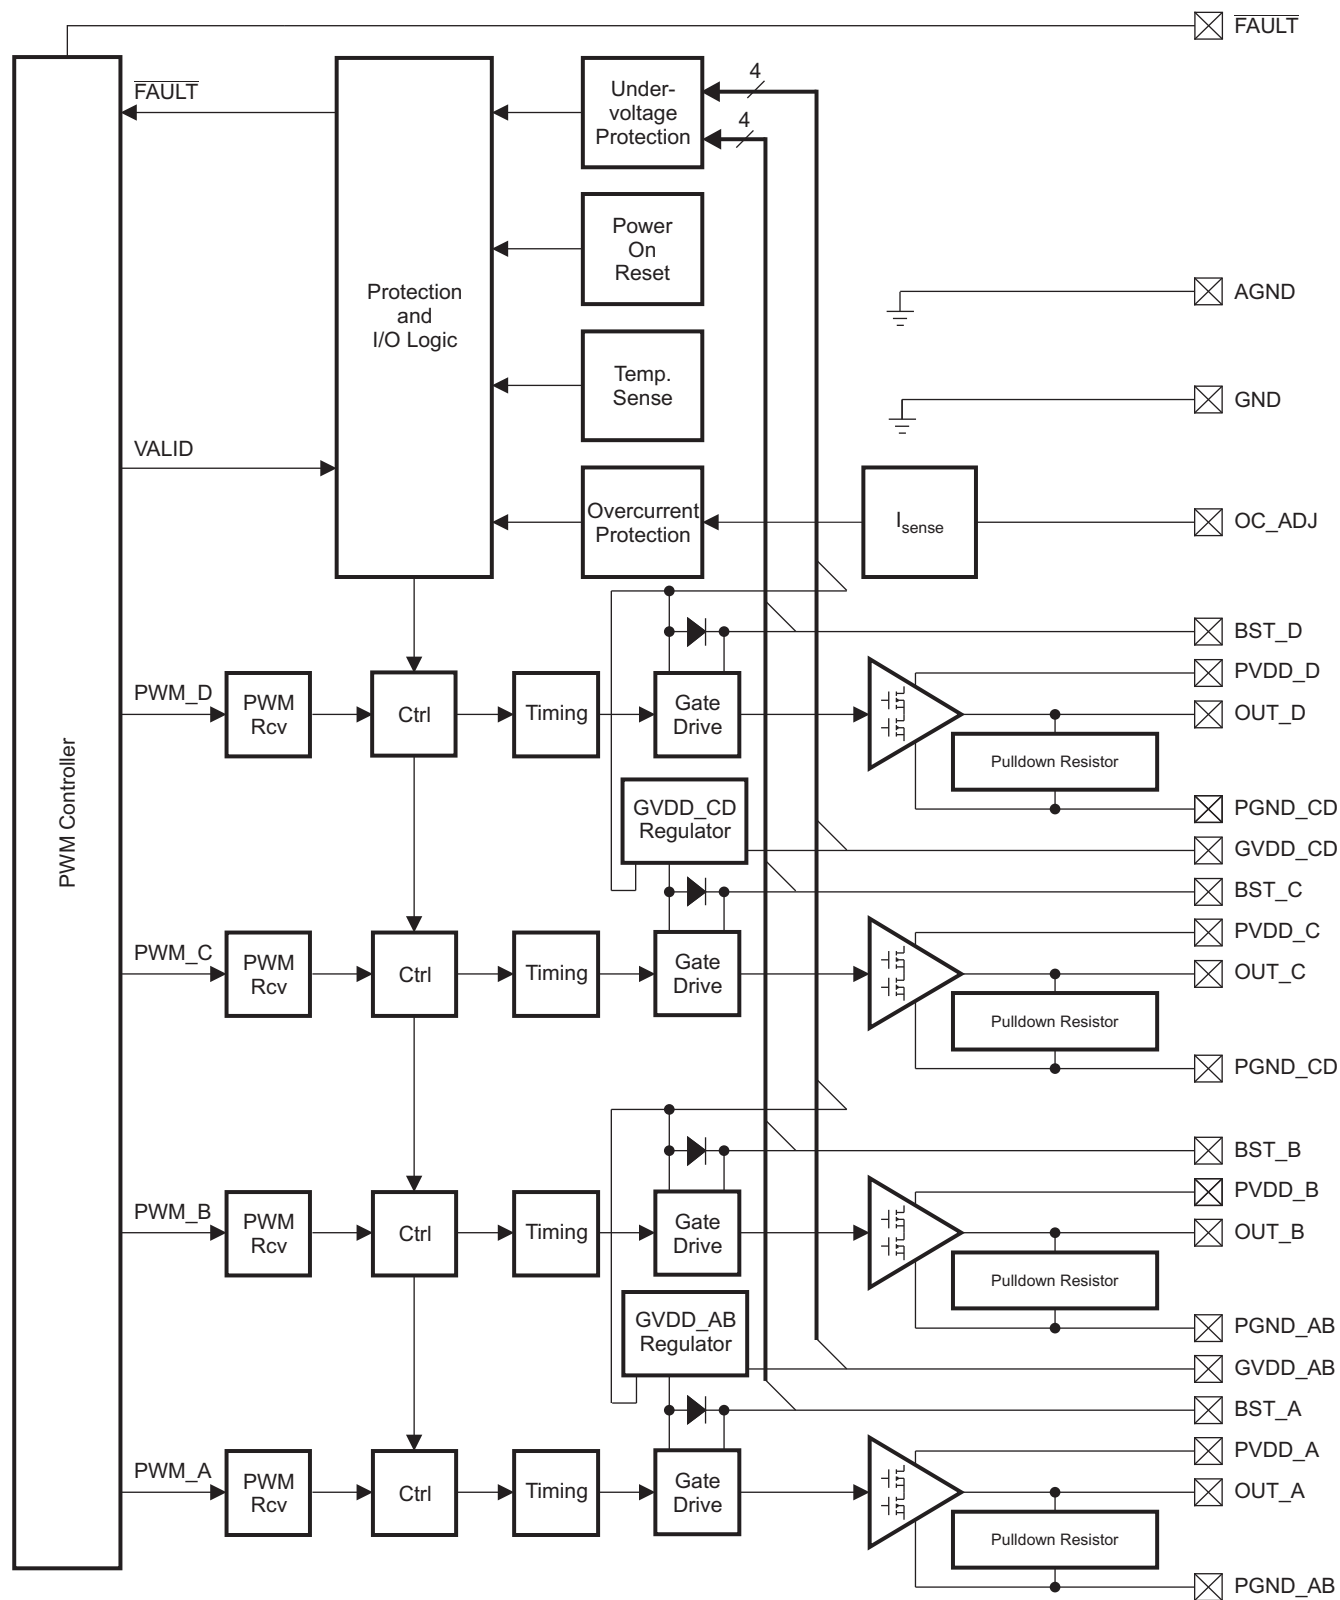 FAULT
FAULT
Under-
voltage
Protection
4
4
Power
On
Reset
Protection
and
I/O Logic
AGND
Temp.
Sense
GND
VALID
Overcurrent
Protection
Isense
OC_ADJ
BST_D
PVDD_D
PWM_D
PWM
Rcv
Ctrl
Timing
Gate
Drive
OUT_D
Pulldown Resistor
PWM Controller
GVDD_CD
Regulator
PGND_CD
GVDD_CD
BST_C
PVDD_C
PWM_C
PWM
Rcv
Ctrl
Timing
Gate
Drive
OUT_C
Pulldown Resistor
PGND_CD
BST_B
PVDD_B
PWM_B
PWM
Rcv
Ctrl
Timing
Gate
Drive
OUT_B
Pulldown Resistor
GVDD_AB
Regulator
PGND_AB
GVDD_AB
BST_A
PVDD_A
PWM_A
PWM
Rcv
Ctrl
Timing
Gate
Drive
OUT_A
Pulldown Resistor
PGND_AB